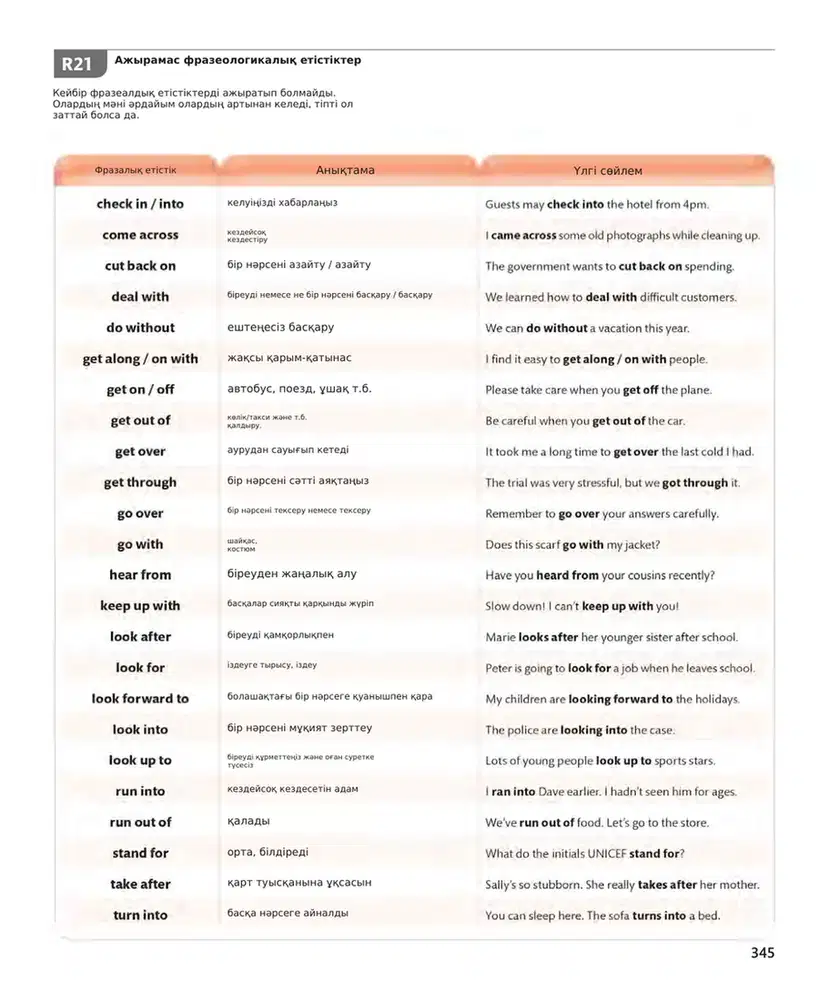 R21 Ажырамас фразеологикалық етістіктер
Кейбір фразеалдық етістіктерді ажыратып болмайды.
Олардың мәні әрдайым олардың артынан келеді, тіпті ол
заттай болса да.
Фразалық етістік Анықтама Үлгі сөйлем
check in / into келуіңізді хабарлаңыз Guests may check into the hotel from 4pm.
come across кездейсоқ I came across some old photographs while cleaning up.
кездестіру
cut back on бір нәрсені азайту / азайту The government wants to cut back on spending.
deal with біреуді немесе не бір нәрсені басқару / басқару We learned how to deal with difficult customers.
do without ештеңесіз басқару We can do without a vacation this year.
get along / on with жақсы қарым-қатынас I find it easy to get along / on with people.
get on / off автобус, поезд, ұшақ т.б. Please take care when you get off the plane.
get out of көлік/такси және т.б. Be careful when you get out of the car.
қалдыру.
get over аурудан сауығып кетеді It took me a long time to get over the last cold I had.
get through бір нәрсені сәтті аяқтаңыз The trial was very stressful, but we got through it.
go over бір нәрсені тексеру немесе тексеру Remember to go over your answers carefully.
go with шайқас, Does this scarf go with my jacket?
костюм
hear from біреуден жаңалық алу Have you heard from your cousins recently?
keep up with басқалар сияқты қарқынды жүріп Slow down! I can't keep up with you!
look after біреуді қамқорлықпен Marie looks after her younger sister after school.
look for іздеуге тырысу, іздеу Peter is going to look for a job when he leaves school.
look forward to болашақтағы бір нәрсеге қуанышпен қара My children are looking forward to the holidays.
look into бір нәрсені мұқият зерттеу The police are looking into the case.
look up to біреуді құрметтеңіз және оған суретке Lots of young people look up to sports stars.
түсесіз
run into кездейсоқ кездесетін адам I ran into Dave earlier. I hadn't seen him for ages.
run out of қалады We've run out of food. Let's go to the store.
stand for орта, білдіреді What do the initials UNICEF stand for?
take after қарт туысқанына ұқсасын Sally's so stubborn. She really takes after her mother.
turn into басқа нәрсеге айналды You can sleep here. The sofa turns into a bed.
345